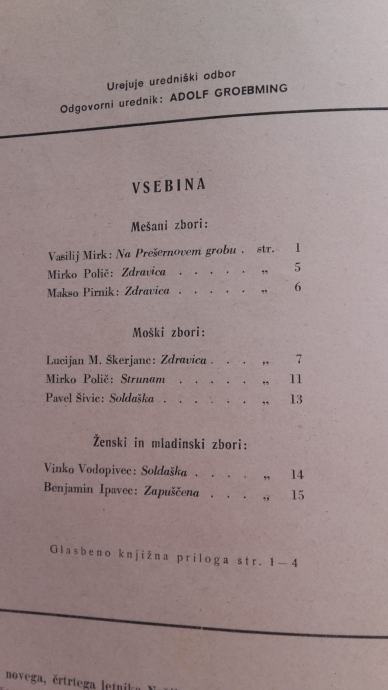 Urejuje uredniški odbor
Odgovorni urednik: ADOLF GROEBMING
VSEBINA
Mešani zbori:
Vasilij Mirk: Na Prešernovem grobu . str. 1
Mirko Polič: Zdravica . . . . . „ 5
Makso Pirnik: Zdravica . . . . . „ 6
Moški zbori:
Lucijan M. Škerjanc: Zdravica . . . „ 7
Mirko Polič: Strunam . . . . . „ 11
Pavel Šivic: Soldaška . . . . . . „ 13
Ženski in mladinski zbori:
Vinko Vodopivec: Soldaška . . . . „ 14
Benjamin Ipavec: Zapuščena . . . . „ 15
Glasbeno knjižna priloga str. 1–4
novega, črtrtega letnika